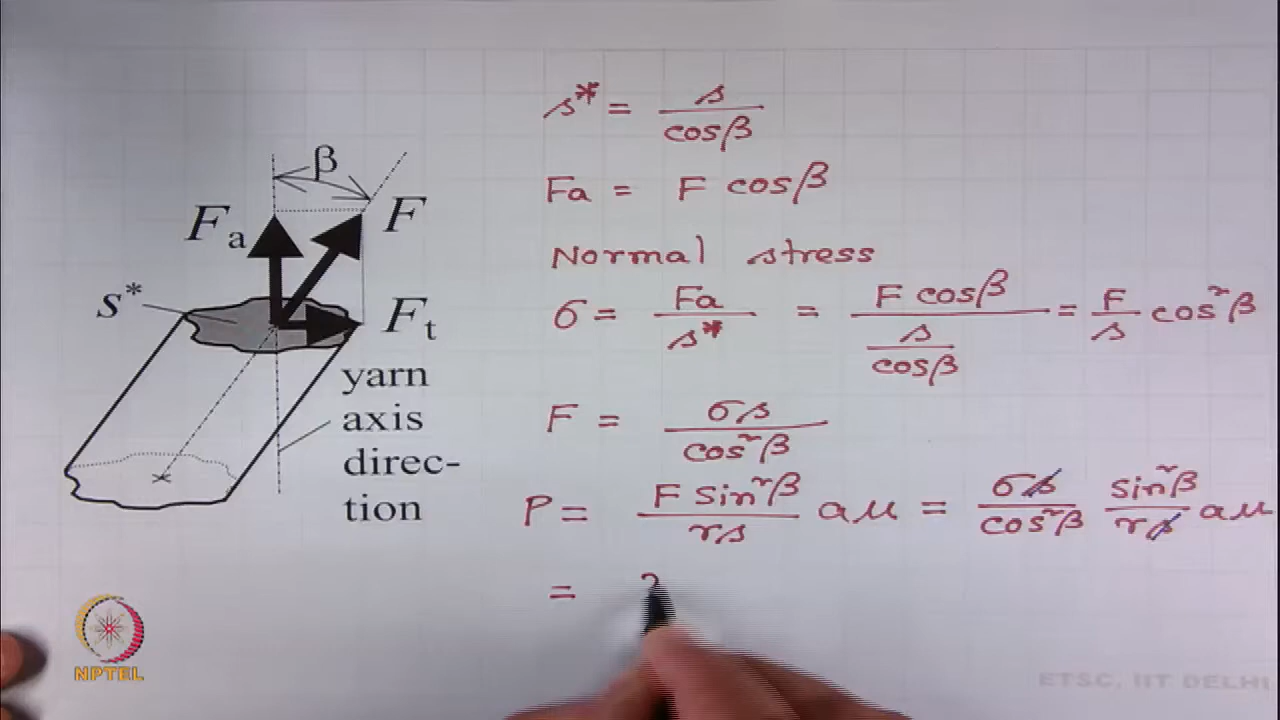 β
Fa
F
s*
Ft
yarn
axis
direc-
tion
s* = s / cosβ
Fa = F cosβ
Normal stress
σ = Fa / s* = F cosβ / (s / cosβ) = F / s cos²β
F = σs / cos²β
P = F sin²β / rs aμ = σs / cos²β sin²β / rs aμ
=
NPTEL
ETSC, IIT DELHI